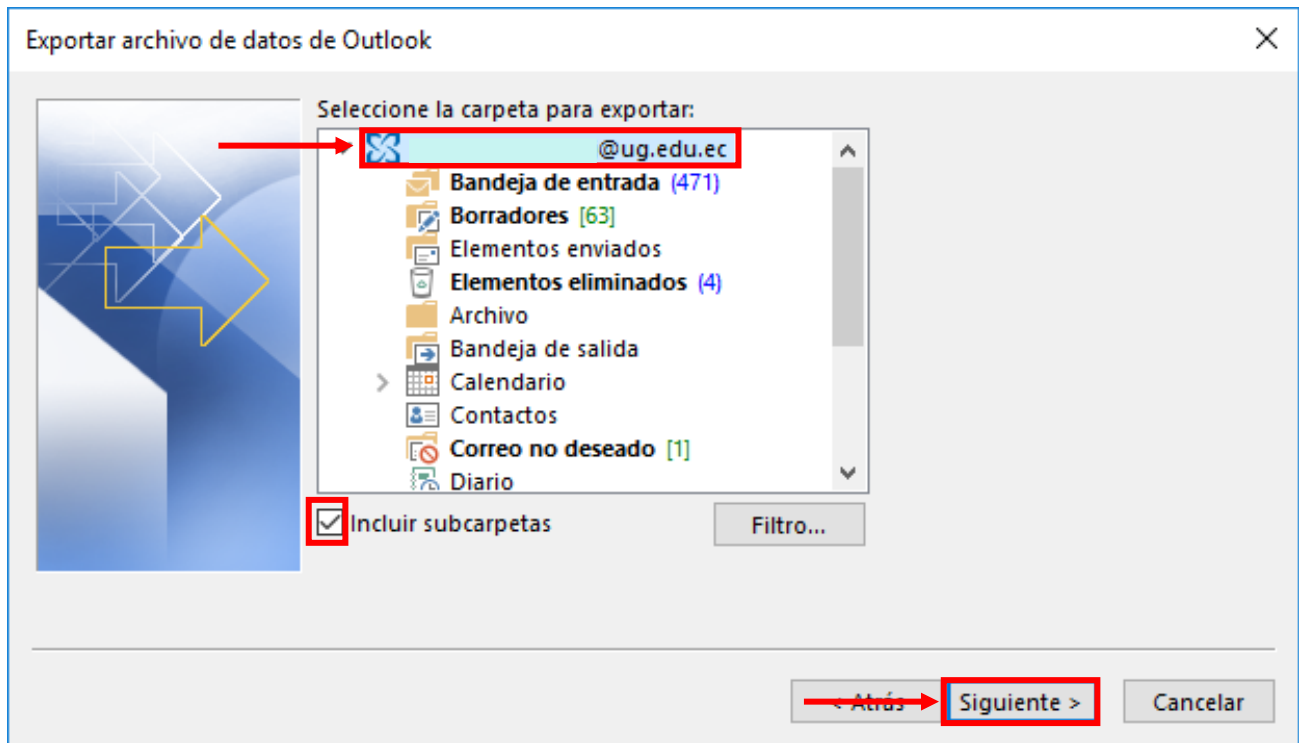 Exportar archivo de datos de Outlook
Seleccione la carpeta para exportar:
@ug.edu.ec
Bandeja de entrada (471)
Borradores [63]
Elementos enviados
Elementos eliminados (4)
Archivo
Bandeja de salida
Calendario
Contactos
Correo no deseado [1]
Diario
Incluir subcarpetas
Filtro...
< Atrás
Siguiente >
Cancelar